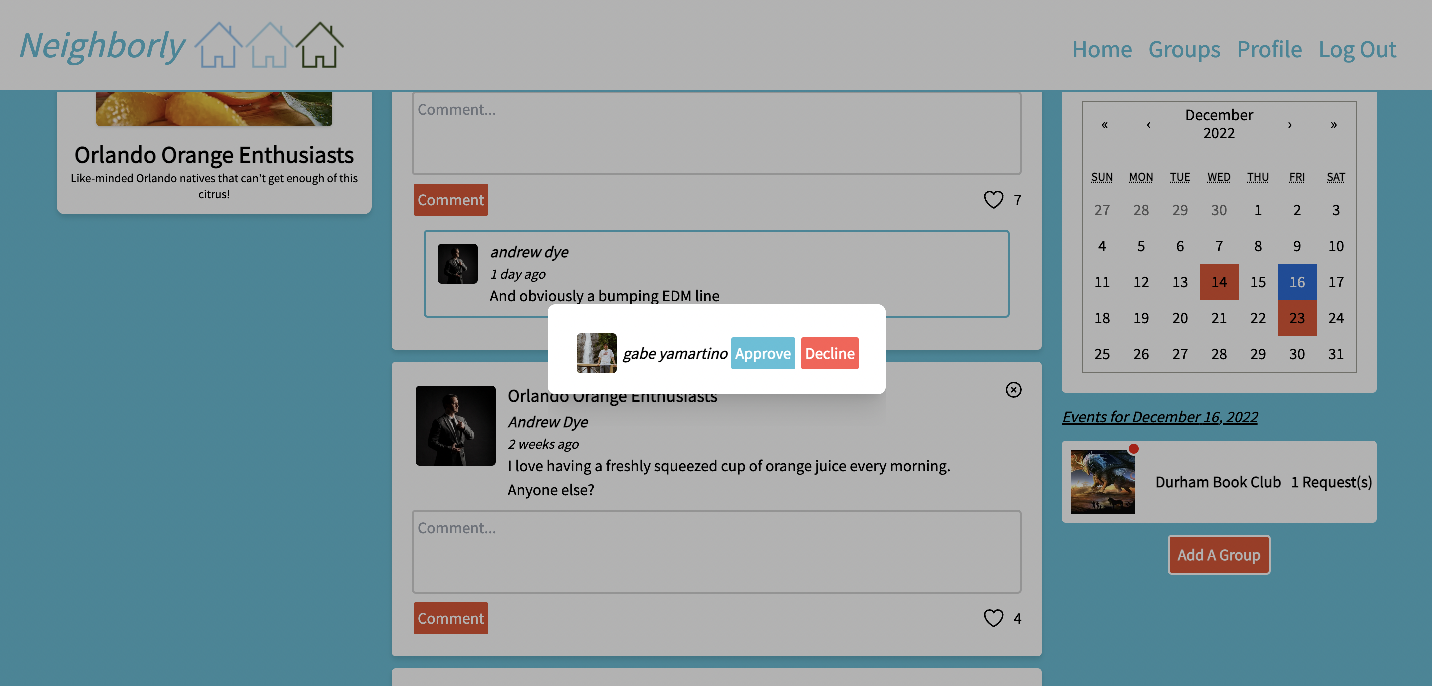 Neighborly
Home Groups Profile Log Out
Orlando Orange Enthusiasts
Like-minded Orlando natives that can't get enough of this
citrus!
Comment...
Comment
7
andrew dye
1 day ago
And obviously a bumping EDM line
gabe yamartino Approve Decline
Orlando Orange Enthusiasts
Andrew Dye
2 weeks ago
I love having a freshly squeezed cup of orange juice every morning.
Anyone else?
Comment...
Comment
4
« ‹ December › »
2022
SUN MON TUE WED THU FRI SAT
27 28 29 30 1 2 3
4 5 6 7 8 9 10
11 12 13 14 15 16 17
18 19 20 21 22 23 24
25 26 27 28 29 30 31
Events for December 16, 2022
Durham Book Club 1 Request(s)
Add A Group